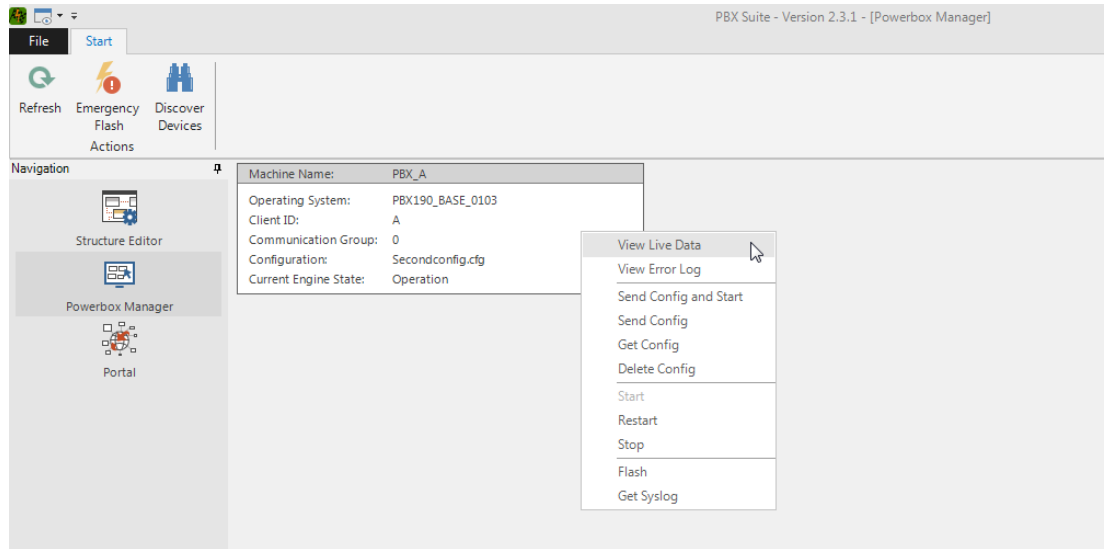 PBX Suite - Version 2.3.1 - [Powerbox Manager]
File Start
Refresh
Emergency Flash
Discover Devices
Actions
Navigation
Structure Editor
Powerbox Manager
Portal
Machine Name: PBX_A
Operating System: PBX190_BASE_0103
Client ID: A
Communication Group: 0
Configuration: Secondconfig.cfg
Current Engine State: Operation
View Live Data
View Error Log
Send Config and Start
Send Config
Get Config
Delete Config
Start
Restart
Stop
Flash
Get Syslog